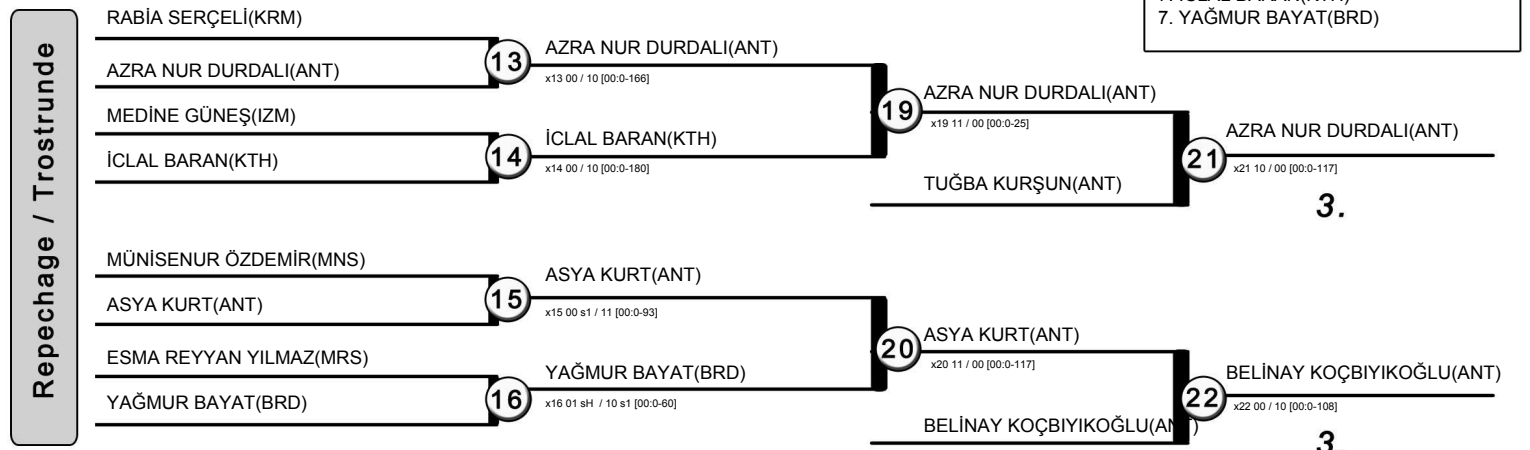 7. YAĞMUR BAYAT(BRD)
Repechage / Trostrunde
RABİA SERÇELİ(KRM)
AZRA NUR DURDALI(ANT)
13
AZRA NUR DURDALI(ANT)
x13 00 / 10 [00:0-166]
MEDİNE GÜNEŞ(IZM)
İCLAL BARAN(KTH)
14
İCLAL BARAN(KTH)
x14 00 / 10 [00:0-180]
19
AZRA NUR DURDALI(ANT)
x19 11 / 00 [00:0-25]
TUĞBA KURŞUN(ANT)
21
AZRA NUR DURDALI(ANT)
x21 10 / 00 [00:0-117]
3.
MÜNİSENUR ÖZDEMİR(MNS)
ASYA KURT(ANT)
15
ASYA KURT(ANT)
x15 00 s1 / 11 [00:0-93]
ESMA REYYAN YILMAZ(MRS)
YAĞMUR BAYAT(BRD)
16
YAĞMUR BAYAT(BRD)
x16 01 sH / 10 s1 [00:0-60]
20
ASYA KURT(ANT)
x20 11 / 00 [00:0-117]
BELİNAY KOÇBIYIKOĞLU(ANT)
22
BELİNAY KOÇBIYIKOĞLU(ANT)
x22 00 / 10 [00:0-108]
3